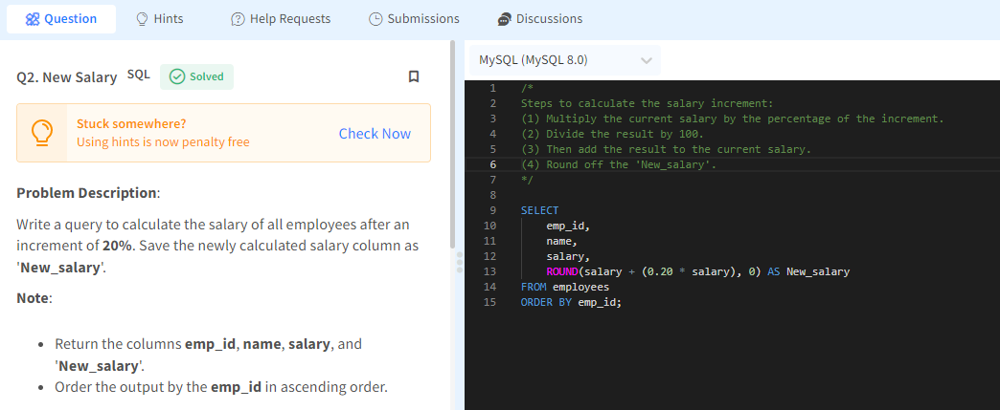 Question Hints Help Requests Submissions Discussions
Q2. New Salary SQL Solved
Stuck somewhere?
Using hints is now penalty free
Check Now
Problem Description:
Write a query to calculate the salary of all employees after an
increment of 20%. Save the newly calculated salary column as
'New_salary'.
Note:
• Return the columns emp_id, name, salary, and
'New_salary'.
• Order the output by the emp_id in ascending order.
MySQL (MySQL 8.0)
1 /*
2 Steps to calculate the salary increment:
3 (1) Multiply the current salary by the percentage of the increment.
4 (2) Divide the result by 100.
5 (3) Then add the result to the current salary.
6 (4) Round off the 'New_salary'.
7 */
8
9 SELECT
10 emp_id,
11 name,
12 salary,
13 ROUND(salary + (0.20 * salary), 0) AS New_salary
14 FROM employees
15 ORDER BY emp_id;